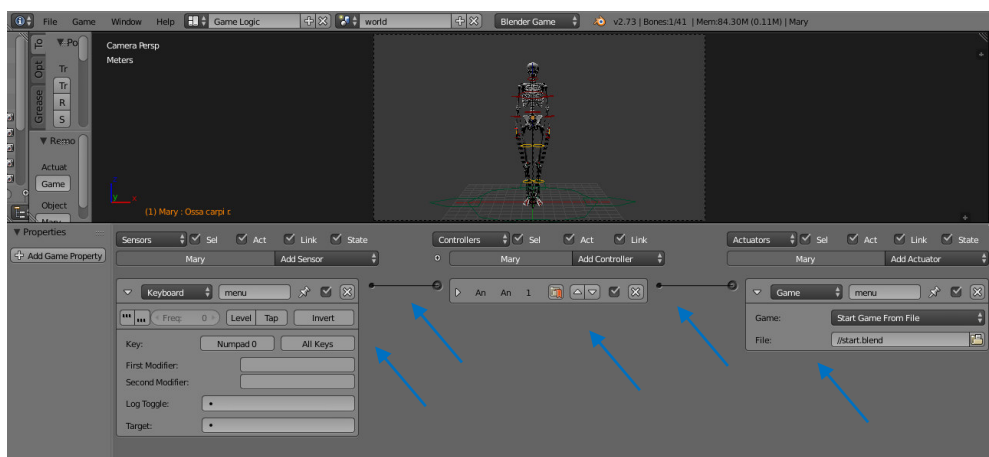 File Game Window Help Game Logic world Blender Game v2.73 | Bones:1/41 | Mem:84.30M (0.11M) | Mary
To
Opt
Grease
Po
Tr
Tr
R
S
Remo
Actuat
Game
Object
Camera Persp
Meters
y x
(1) Mary : Ossa carpi r.
Properties
Add Game Property
Sensors Sel Act Link State
Mary Add Sensor
Keyboard menu
Freq: 0 Level Tap Invert
Key: Numpad 0 All Keys
First Modifier:
Second Modifier:
Log Toggle:
Target:
Controllers Sel Act Link
Mary Add Controller
An An 1
Actuators Sel Act Link State
Mary Add Actuator
Game menu
Game: Start Game From File
File: //start.blend